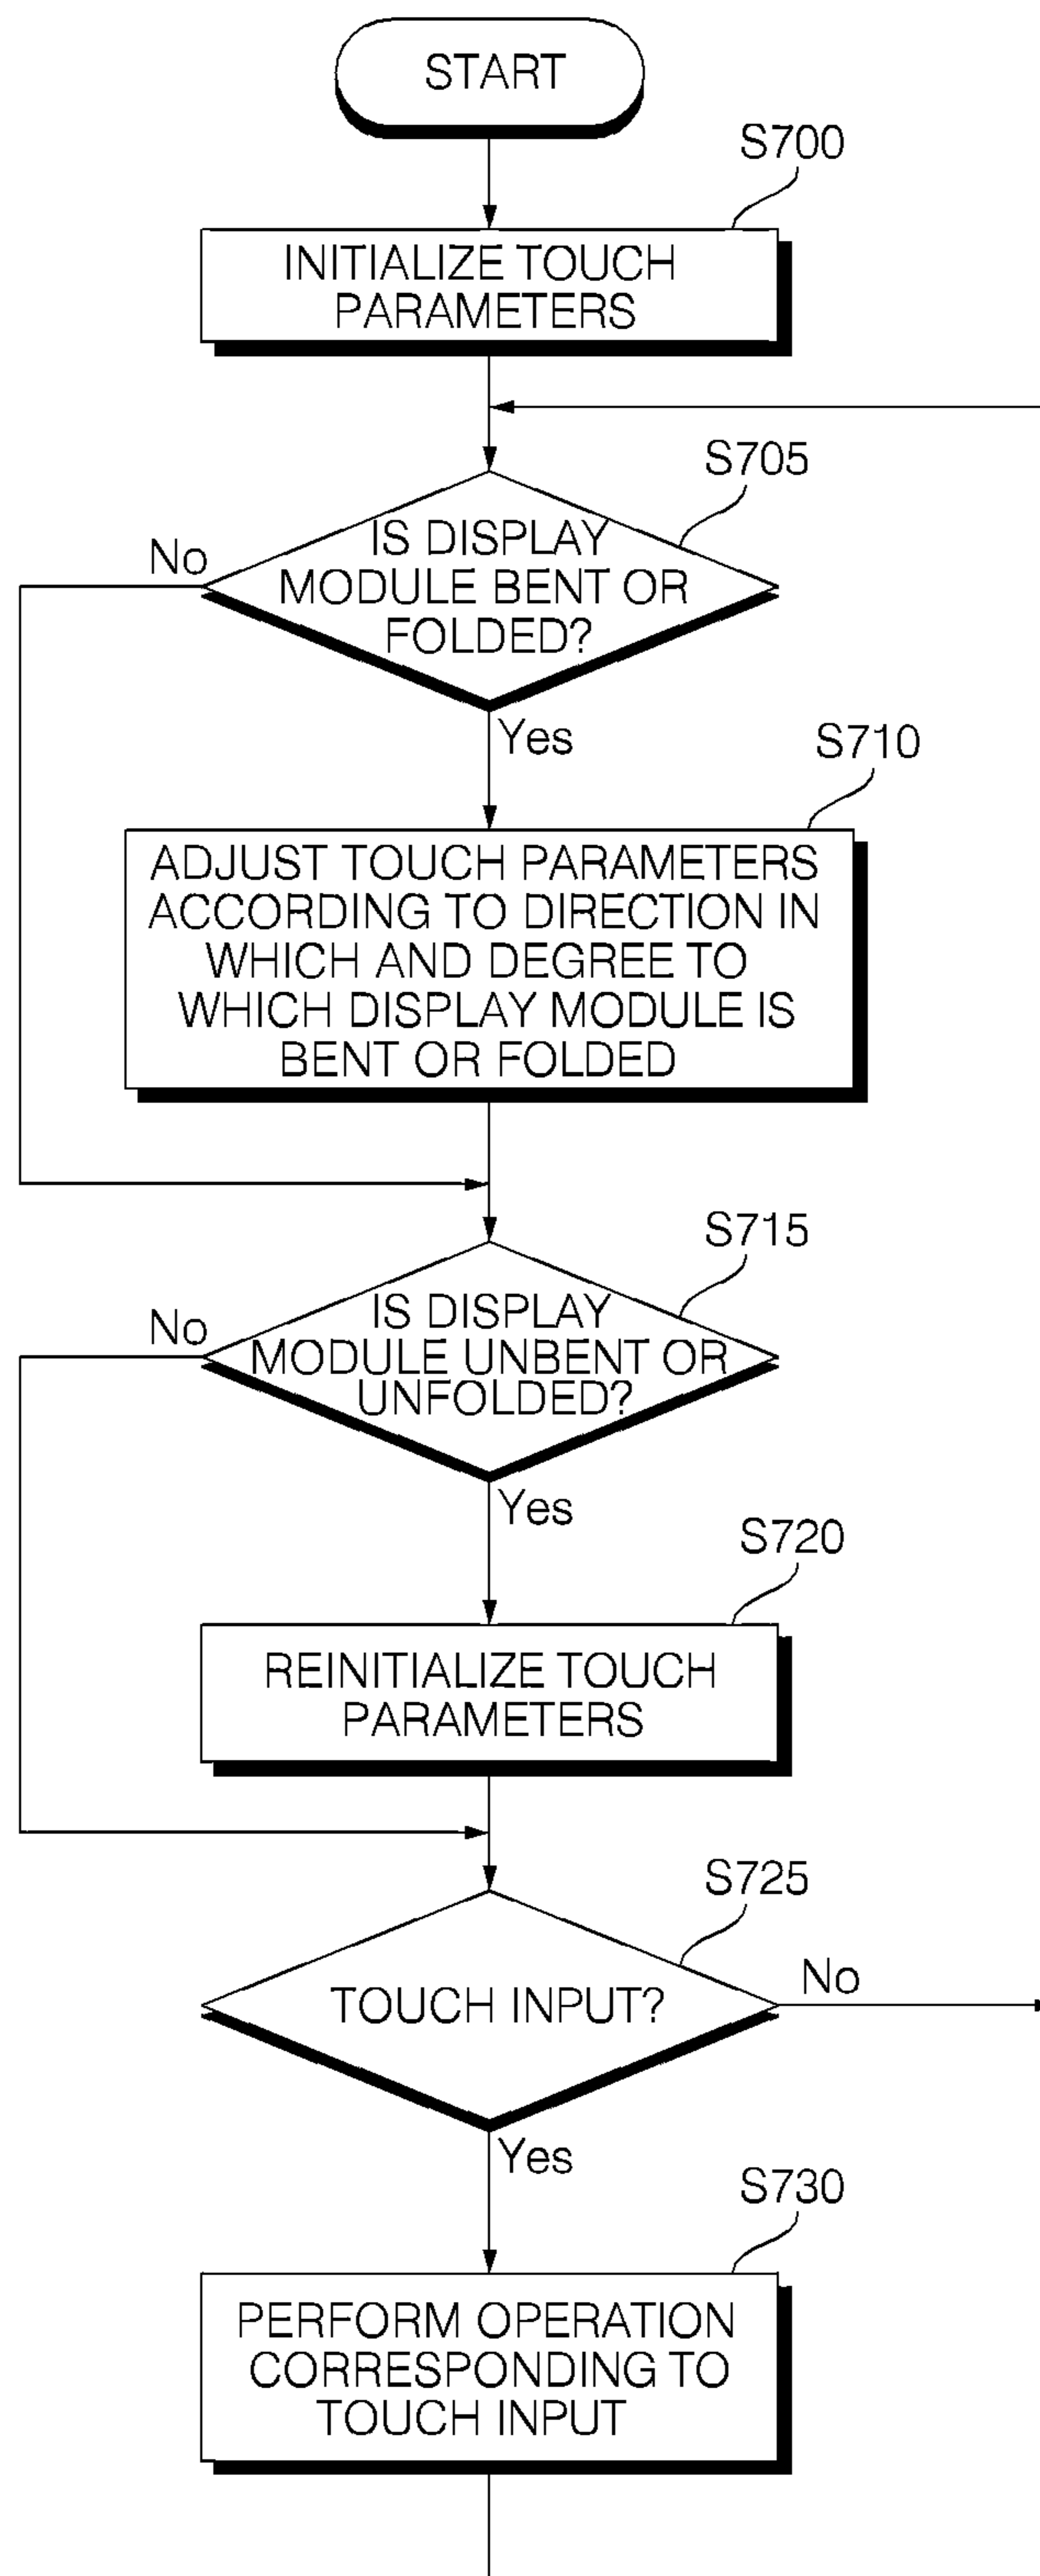 START
S700
INITIALIZE TOUCH
PARAMETERS
S705
No
IS DISPLAY
MODULE BENT OR
FOLDED?
Yes
S710
ADJUST TOUCH PARAMETERS
ACCORDING TO DIRECTION IN
WHICH AND DEGREE TO
WHICH DISPLAY MODULE IS
BENT OR FOLDED
S715
No
IS DISPLAY
MODULE UNBENT OR
UNFOLDED?
Yes
S720
REINITIALIZE TOUCH
PARAMETERS
S725
TOUCH INPUT?
No
Yes
S730
PERFORM OPERATION
CORRESPONDING TO
TOUCH INPUT